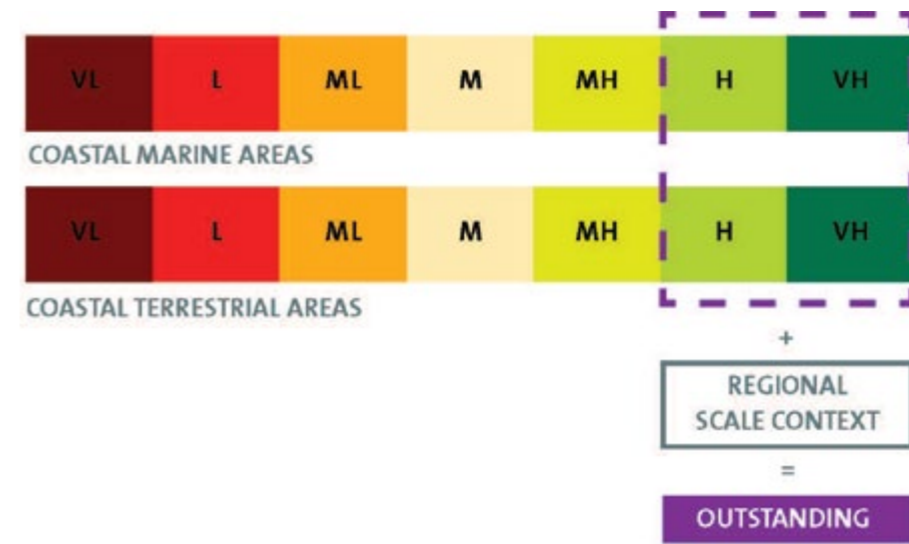 VL L ML M MH H VH
COASTAL MARINE AREAS
VL L ML M MH H VH
COASTAL TERRESTRIAL AREAS
+
REGIONAL
SCALE CONTEXT
=
OUTSTANDING